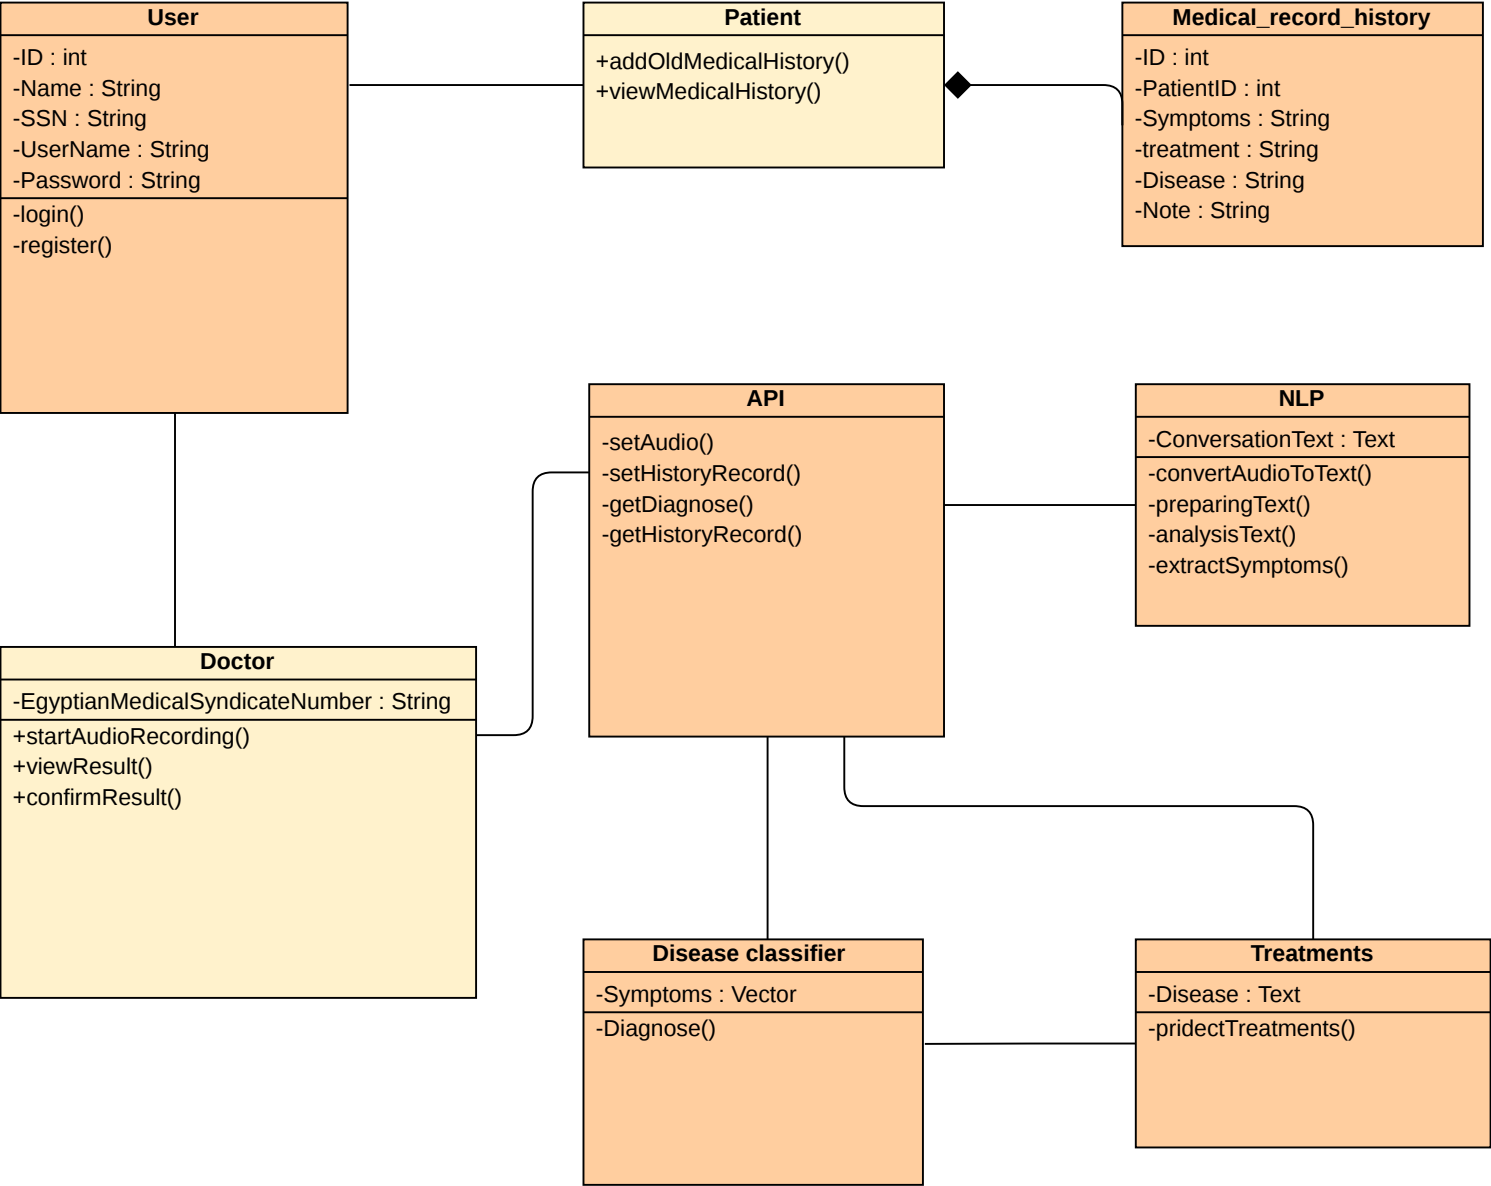 User
-ID : int
-Name : String
-SSN : String
-UserName : String
-Password : String
-login()
-register()
Patient
+addOldMedicalHistory()
+viewMedicalHistory()
Medical_record_history
-ID : int
-PatientID : int
-Symptoms : String
-treatment : String
-Disease : String
-Note : String
API
-setAudio()
-setHistoryRecord()
-getDiagnose()
-getHistoryRecord()
NLP
-ConversationText : Text
-convertAudioToText()
-preparingText()
-analysisText()
-extractSymptoms()
Doctor
-EgyptianMedicalSyndicateNumber : String
+startAudioRecording()
+viewResult()
+confirmResult()
Disease classifier
-Symptoms : Vector
-Diagnose()
Treatments
-Disease : Text
-pridectTreatments()